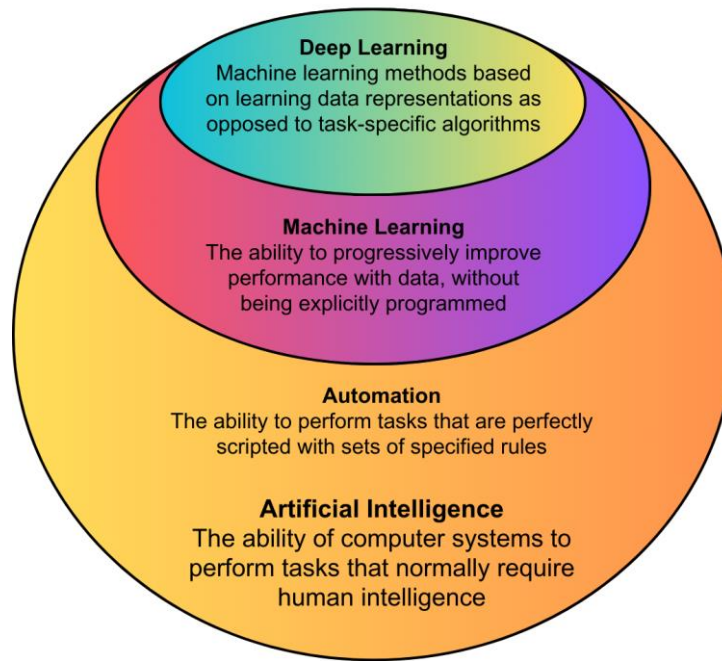 Deep Learning
Machine learning methods based
on learning data representations as
opposed to task-specific algorithms
Machine Learning
The ability to progressively improve
performance with data, without
being explicitly programmed
Automation
The ability to perform tasks that are perfectly
scripted with sets of specified rules
Artificial Intelligence
The ability of computer systems to
perform tasks that normally require
human intelligence